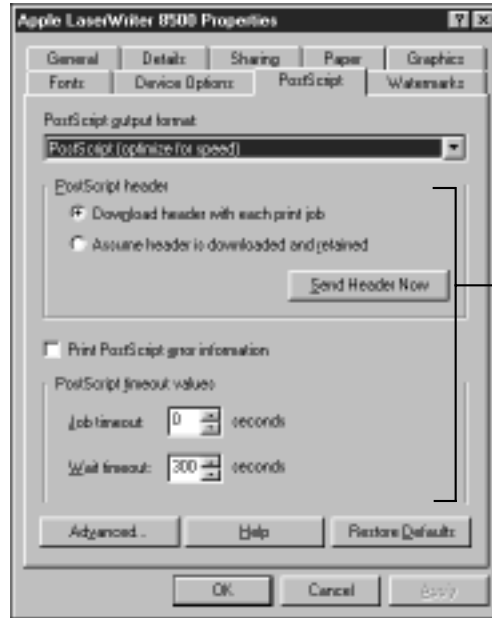 Apple LaserWriter 8500 Properties
General Details Sharing Paper Graphics
Fonts Device Options PostScript Watermarks
PostScript output format:
PostScript (optimize for speed)
PostScript header
Download header with each print job
Assume header is downloaded and retained
Send Header Now
Print PostScript error information
PostScript timeout values
Job timeout: 0 seconds
Wait timeout: 300 seconds
Advanced... Help Restore Defaults
OK Cancel Apply